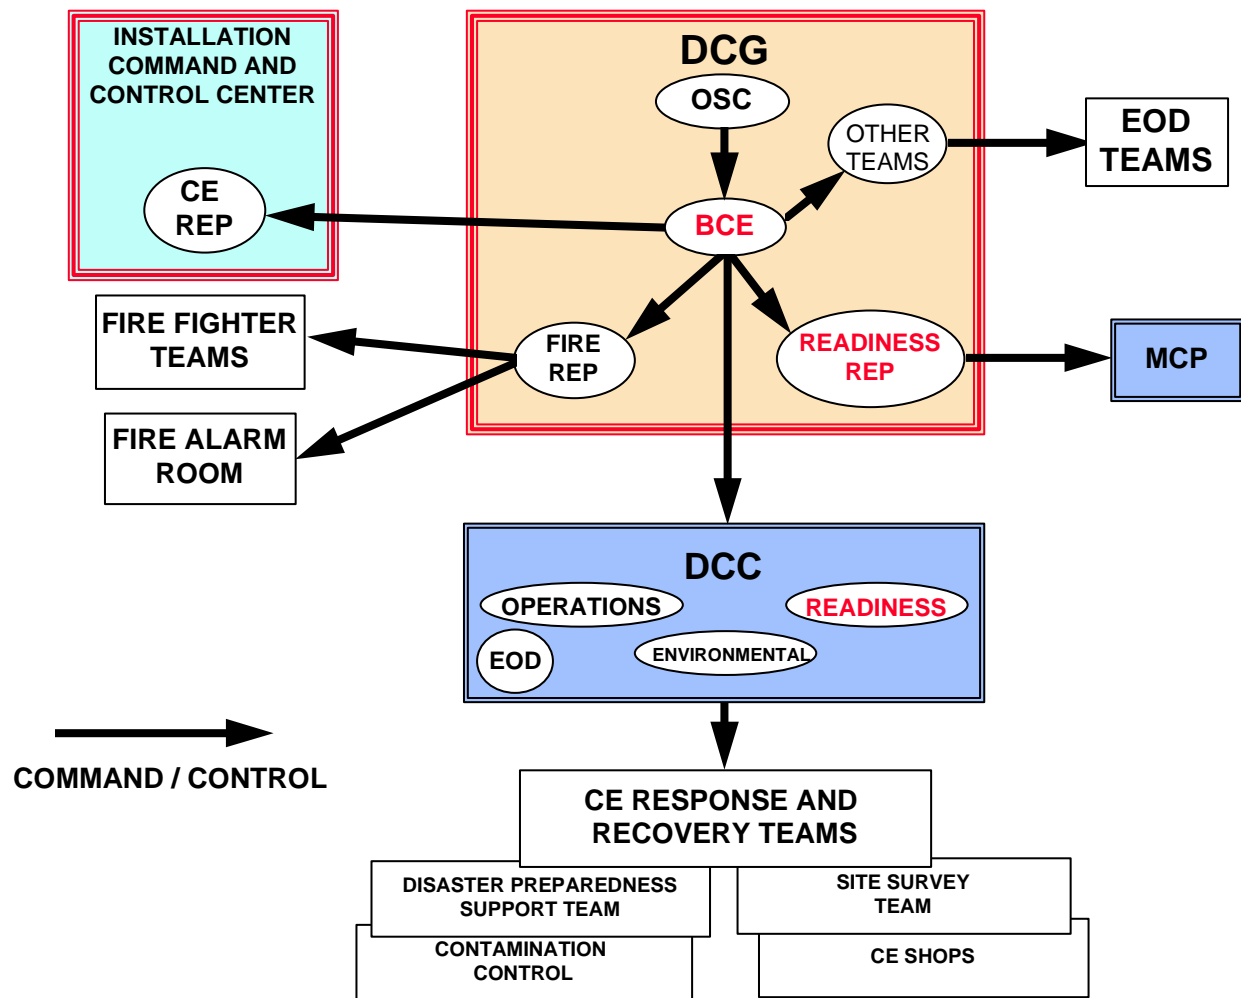 INSTALLATION
COMMAND AND
CONTROL CENTER
CE
REP
DCG
OSC
OTHER
TEAMS
BCE
FIRE
REP
READINESS
REP
EOD
TEAMS
MCP
FIRE FIGHTER
TEAMS
FIRE ALARM
ROOM
DCC
OPERATIONS
READINESS
EOD
ENVIRONMENTAL
COMMAND / CONTROL
CE RESPONSE AND
RECOVERY TEAMS
DISASTER PREPAREDNESS
SUPPORT TEAM
SITE SURVEY
TEAM
CONTAMINATION
CONTROL
CE SHOPS